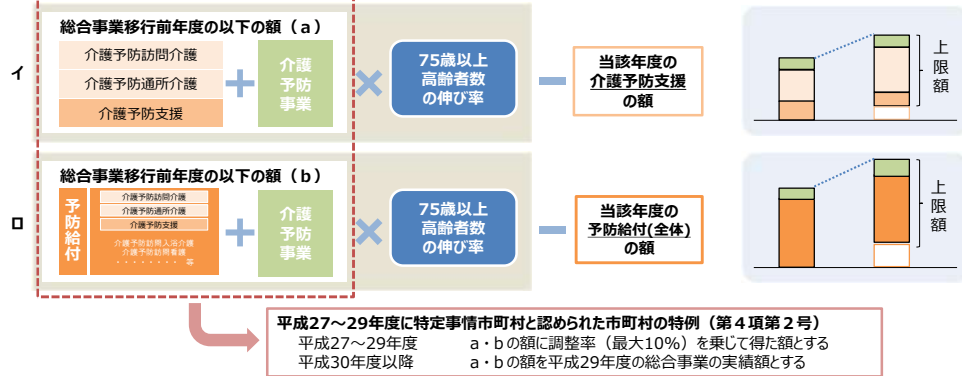 イ
総合事業移行前年度の以下の額（a）
介護予防訪問介護
介護予防通所介護
介護予防支援
＋
介護
予防
事業
×
75歳以上
高齢者数
の伸び率
－
当該年度の
介護予防支援
の額
上限額
ロ
総合事業移行前年度の以下の額（b）
予防給付
介護予防訪問介護
介護予防通所介護
介護予防支援
介護予防訪問入浴介護
介護予防訪問看護
・・・・・・・・ 等
＋
介護
予防
事業
×
75歳以上
高齢者数
の伸び率
－
当該年度の
予防給付(全体)
の額
上限額
平成27～29年度に特定事情市町村と認められた市町村の特例（第４項第２号）
平成27～29年度 a・bの額に調整率（最大10%）を乗じて得た額とする
平成30年度以降 a・bの額を平成29年度の総合事業の実績額とする